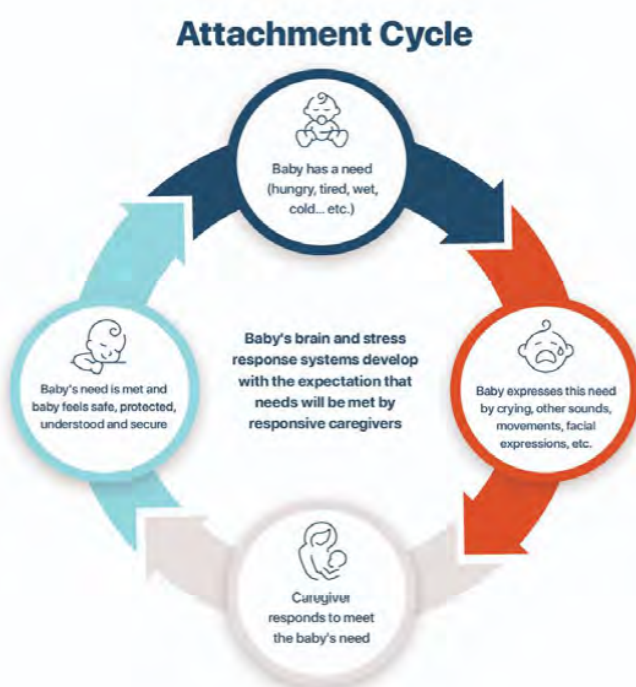 Attachment Cycle
Baby has a need
(hungry, tired, wet,
cold... etc.)
Baby expresses this need
by crying, other sounds,
movements, facial
expressions, etc.
Caregiver
responds to meet
the baby's need
Baby's need is met and
baby feels safe, protected,
understood and secure
Baby's brain and stress
response systems develop
with the expectation that
needs will be met by
responsive caregivers